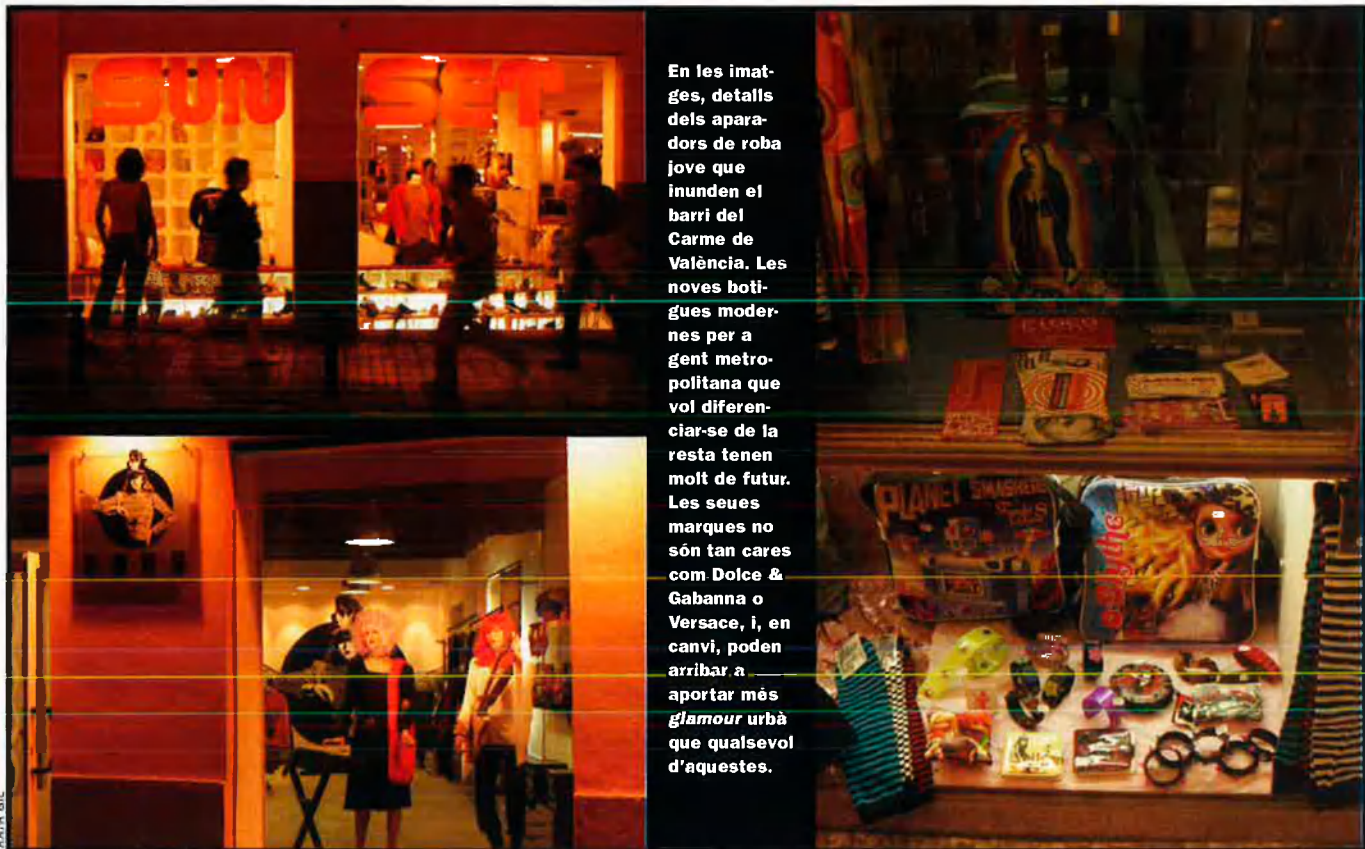 SUN SET
En les imat-
ges, detalls
dels apara-
dors de roba
jove que
inunden el
barri del
Carme de
València. Les
noves boti-
gues moder-
nes per a
gent metro-
politana que
vol diferen-
ciar-se de la
resta tenen
molt de futur.
Les seues
marques no
són tan cares
com Dolce &
Gabanna o
Versace, i, en
canvi, poden
arribar a
aportar més
glamour urbà
que qualsevol
d'aquestes.
PLANET SMASHERS